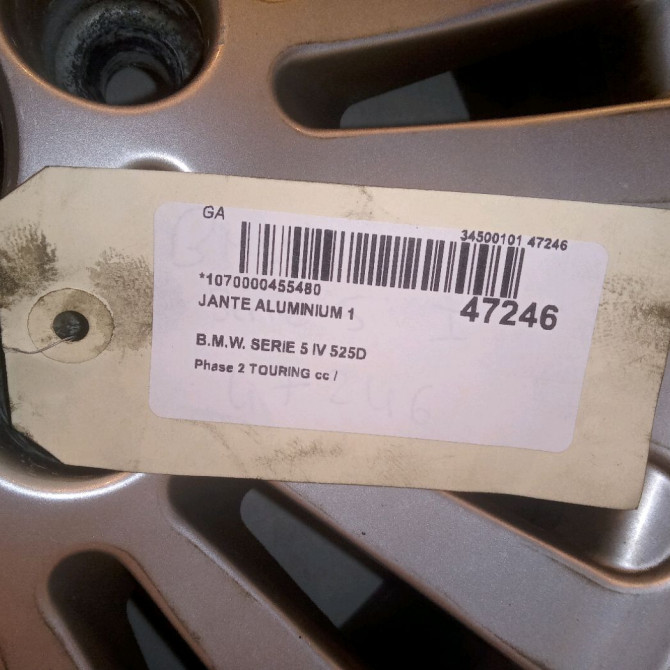 GA
34500101 47246
*1070000455480
JANTE ALUMINIUM 1
47246
B.M.W. SERIE 5 IV 525D
Phase 2 TOURING cc /